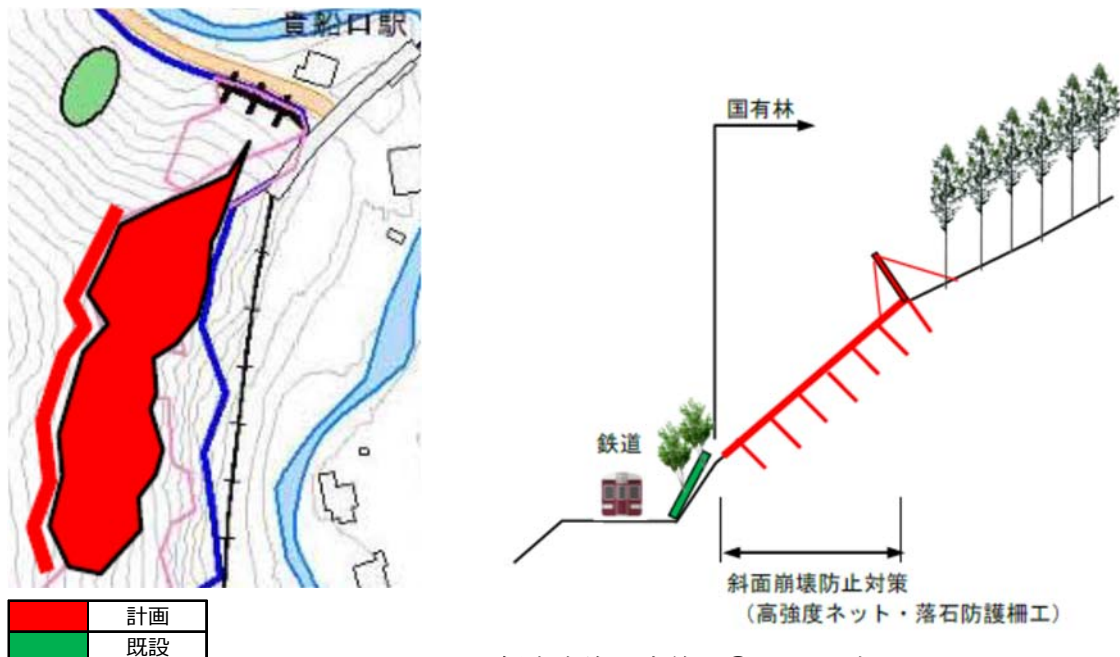 貴船口駅
国有林
鉄道
斜面崩壊防止対策
（高強度ネット・落石防護柵工）
計画
既設